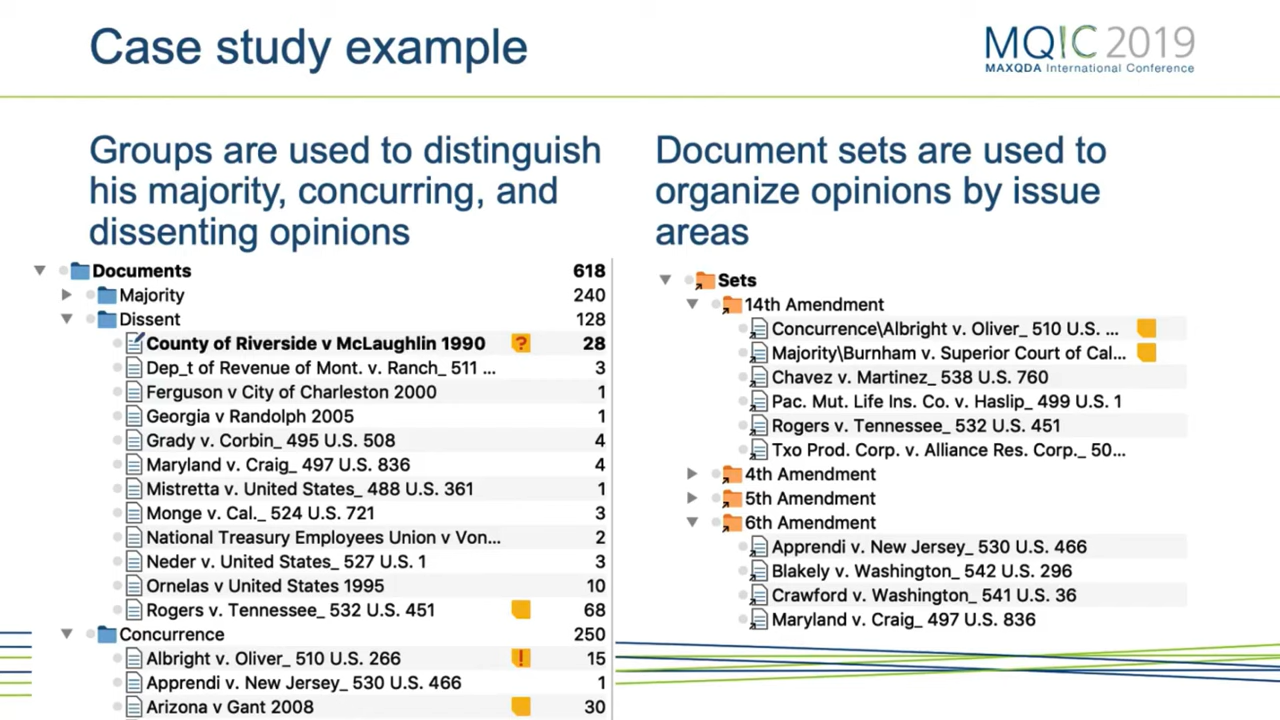 Case study example
MQIC 2019
MAXQDA International Conference
Groups are used to distinguish
his majority, concurring, and
dissenting opinions
Documents 618
Majority 240
Dissent 128
County of Riverside v McLaughlin 1990 ? 28
Dep_t of Revenue of Mont. v. Ranch_ 511 ... 3
Ferguson v City of Charleston 2000 1
Georgia v Randolph 2005 1
Grady v. Corbin_ 495 U.S. 508 4
Maryland v. Craig_ 497 U.S. 836 4
Mistretta v. United States_ 488 U.S. 361 1
Monge v. Cal._ 524 U.S. 721 3
National Treasury Employees Union v Von... 2
Neder v. United States_ 527 U.S. 1 3
Ornelas v United States 1995 10
Rogers v. Tennessee_ 532 U.S. 451 68
Concurrence 250
Albright v. Oliver_ 510 U.S. 266 ! 15
Apprendi v. New Jersey_ 530 U.S. 466 1
Arizona v Gant 2008 30
Document sets are used to
organize opinions by issue
areas
Sets
14th Amendment
Concurrence\Albright v. Oliver_ 510 U.S. ...
Majority\Burnham v. Superior Court of Cal...
Chavez v. Martinez_ 538 U.S. 760
Pac. Mut. Life Ins. Co. v. Haslip_ 499 U.S. 1
Rogers v. Tennessee_ 532 U.S. 451
Txo Prod. Corp. v. Alliance Res. Corp._ 50...
4th Amendment
5th Amendment
6th Amendment
Apprendi v. New Jersey_ 530 U.S. 466
Blakely v. Washington_ 542 U.S. 296
Crawford v. Washington_ 541 U.S. 36
Maryland v. Craig_ 497 U.S. 836